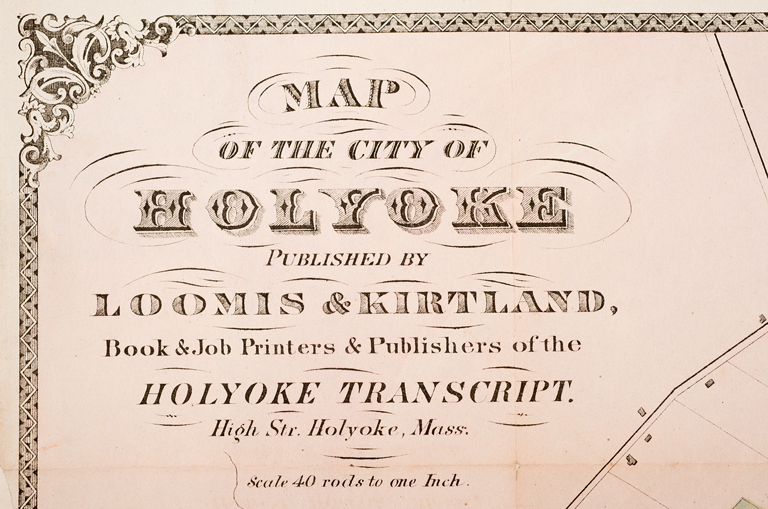 MAP
OF THE CITY OF
HOLYOKE
PUBLISHED BY
LOOMIS & KIRTLAND,
Book & Job Printers & Publishers of the
HOLYOKE TRANSCRIPT.
High Str. Holyoke, Mass.
Scale 40 rods to one Inch.